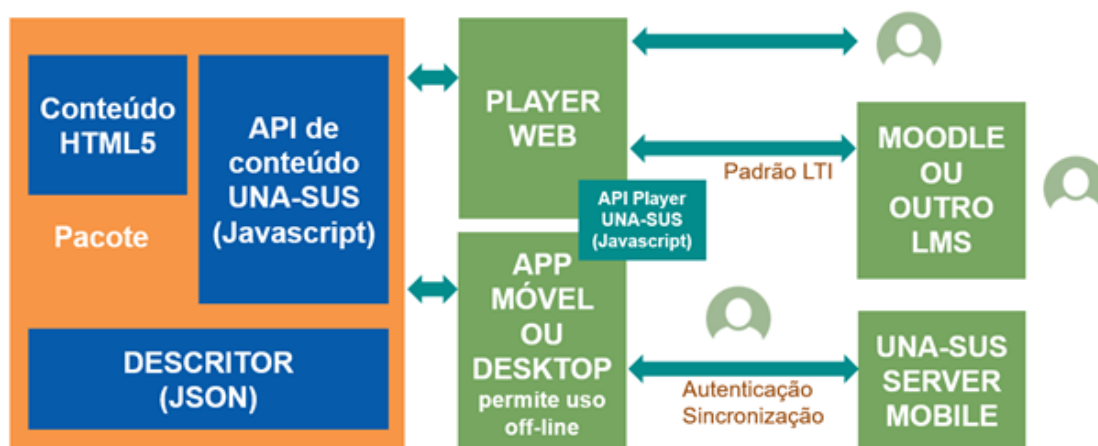 Conteúdo
HTML5
API de
conteúdo
UNA-SUS
(Javascript)
Pacote
DESCRITOR
(JSON)
PLAYER
WEB
API Player
UNA-SUS
(Javascript)
APP
MÓVEL
OU
DESKTOP
permite uso
off-line
Padrão LTI
MOODLE
OU
OUTRO
LMS
Autenticação
Sincronização
UNA-SUS
SERVER
MOBILE